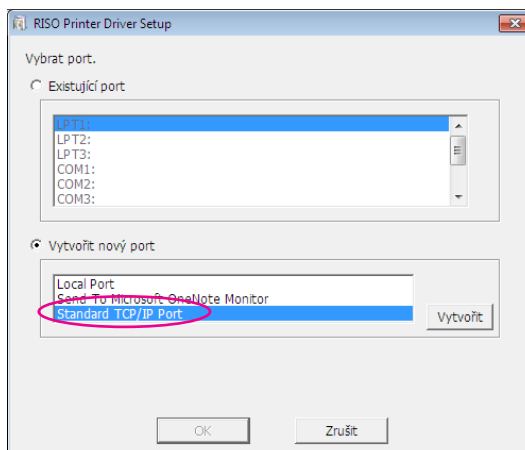 RISO Printer Driver Setup
Vybrat port.
Existující port
LPT1:
LPT2:
LPT3:
COM1:
COM2:
COM3:
Vytvořit nový port
Local Port
Send To Microsoft OneNote Monitor
Standard TCP/IP Port
Vytvořit
OK
Zrušit